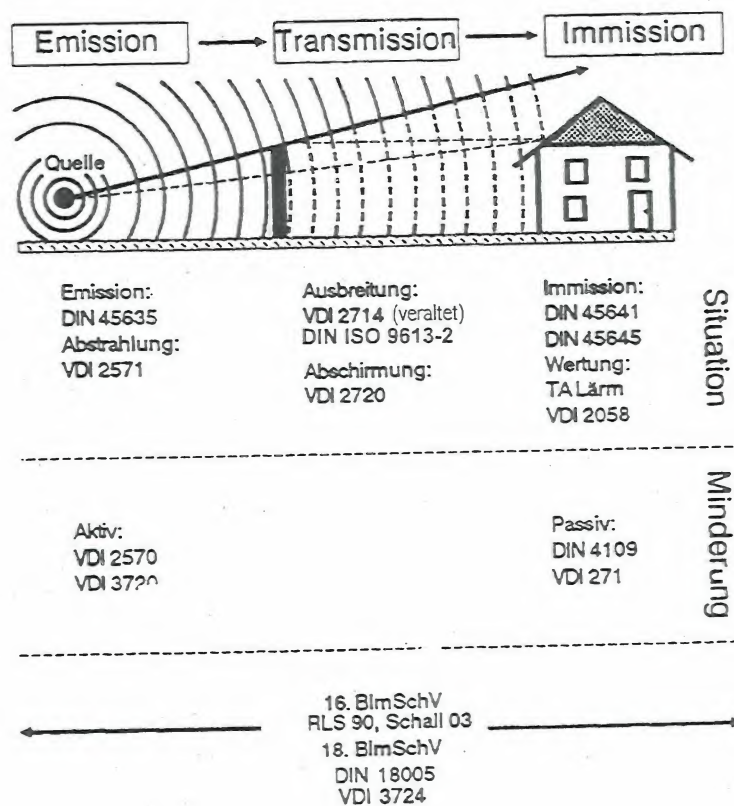 Emission
Transmission
Immission
Quelle
Emission:
DIN 45635
Abstrahlung:
VDI 2571
Ausbreitung:
VDI 2714 (veraltet)
DIN ISO 9613-2
Abschirmung:
VDI 2720
Immission:
DIN 45641
DIN 45645
Wertung:
TA Lärm
VDI 2058
Situation
Aktiv:
VDI 2570
VDI
Passiv:
DIN 4109
VDI 271
Minderung
16. BImSchV
RLS 90, Schall 03
18. BImSchV
DIN 18005
VDI 3724